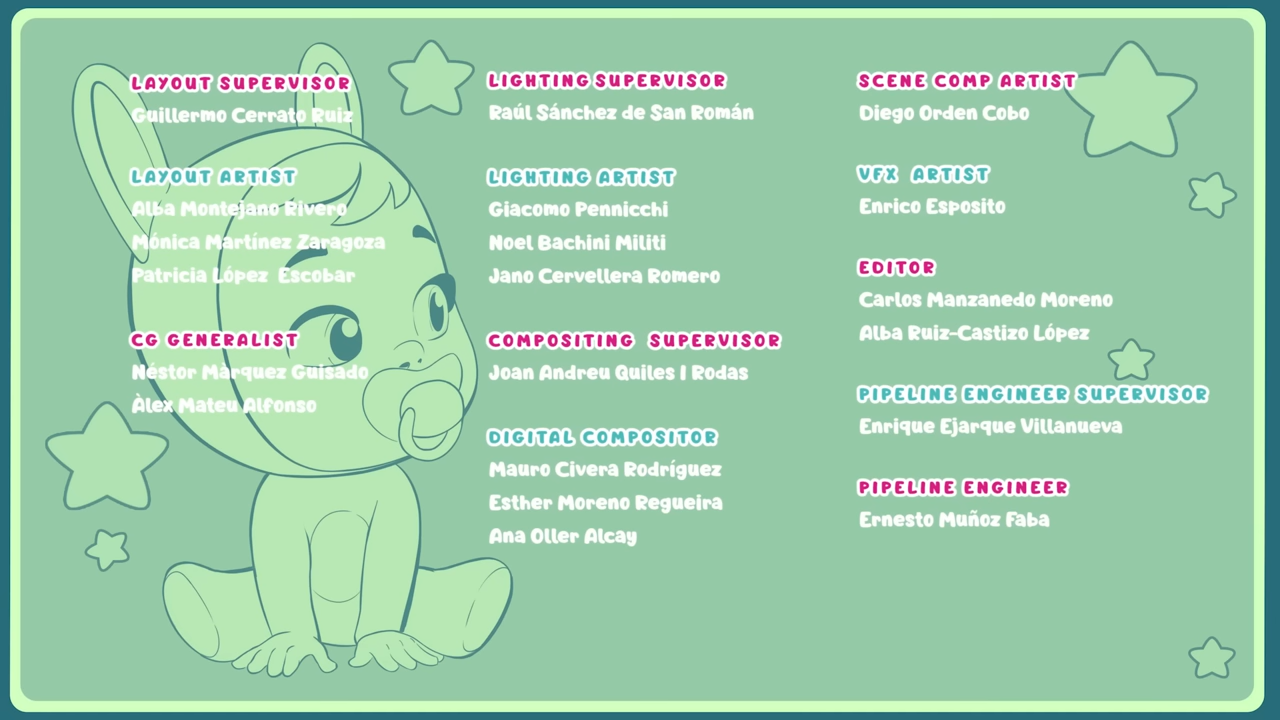 LAYOUT SUPERVISOR
Guillermo Cerrato Ruiz
LAYOUT ARTIST
Alba Montejano Rivero
Mónica Martínez Zaragoza
Patricia López Escobar
CG GENERALIST
Néstor Màrquez Guisado
Àlex Mateu Alfonso
LIGHTING SUPERVISOR
Raúl Sánchez de San Román
LIGHTING ARTIST
Giacomo Pennicchi
Noel Bachini Militi
Jano Cervellera Romero
COMPOSITING SUPERVISOR
Joan Andreu Quiles I Rodas
DIGITAL COMPOSITOR
Mauro Civera Rodríguez
Esther Moreno Regueira
Ana Oller Alcay
SCENE COMP ARTIST
Diego Orden Cobo
VFX ARTIST
Enrico Esposito
EDITOR
Carlos Manzanedo Moreno
Alba Ruiz-Castizo López
PIPELINE ENGINEER SUPERVISOR
Enrique Ejarque Villanueva
PIPELINE ENGINEER
Ernesto Muñoz Faba